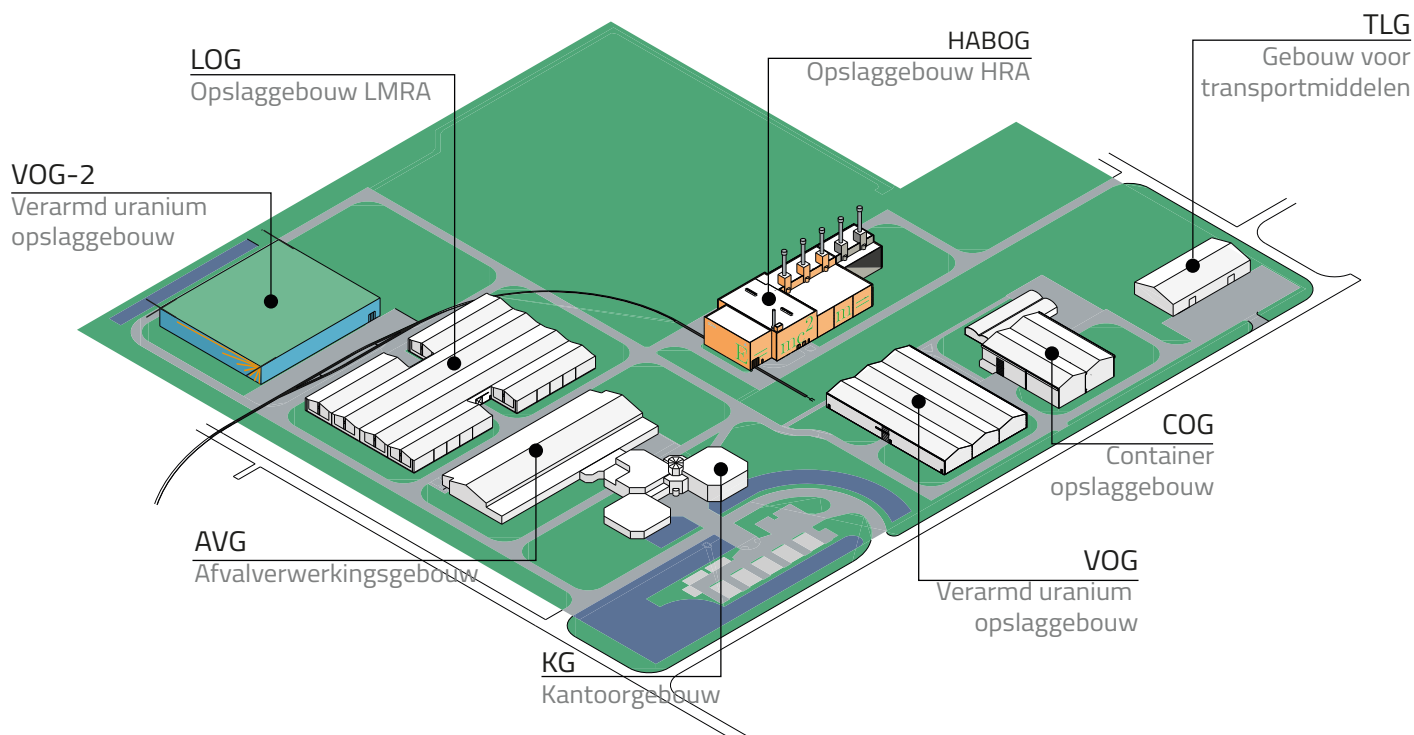 TLG
Gebouw voor
transportmiddelen
HABOG
Opslaggebouw HRA
LOG
Opslaggebouw LMRA
VOG-2
Verarmd uranium
opslaggebouw
E = mc²
COG
Container
opslaggebouw
AVG
Afvalverwerkingsgebouw
VOG
Verarmd uranium
opslaggebouw
KG
Kantoorgebouw